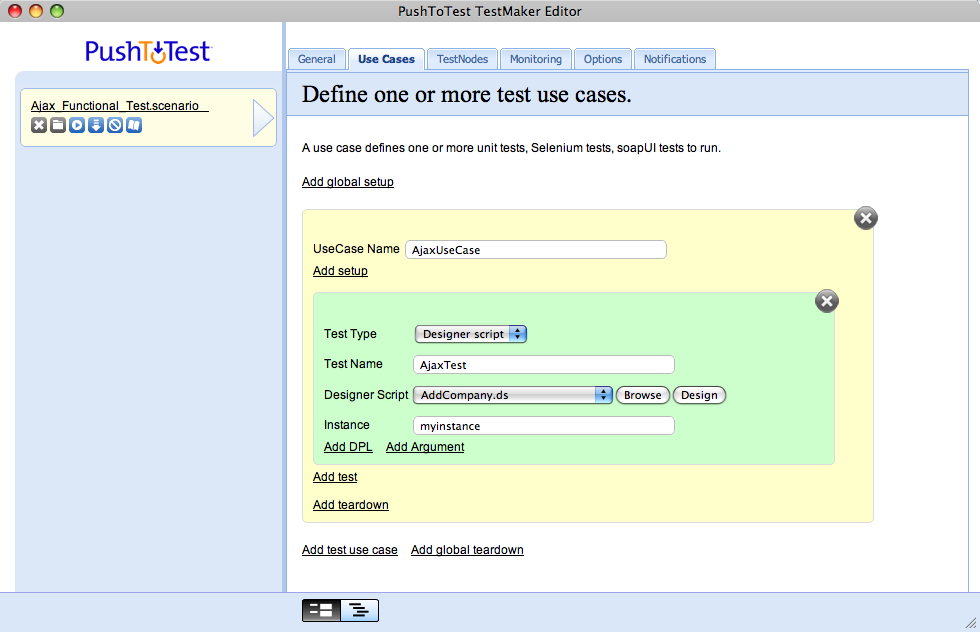 PushToTest TestMaker Editor
PushToTest
General Use Cases TestNodes Monitoring Options Notifications
Define one or more test use cases.
Ajax_Functional_Test.scenario
A use case defines one or more unit tests, Selenium tests, soapUI tests to run.
Add global setup
UseCase Name AjaxUseCase
Add setup
Test Type Designer script
Test Name AjaxTest
Designer Script AddCompany.ds Browse Design
Instance myinstance
Add DPL Add Argument
Add test
Add teardown
Add test use case Add global teardown